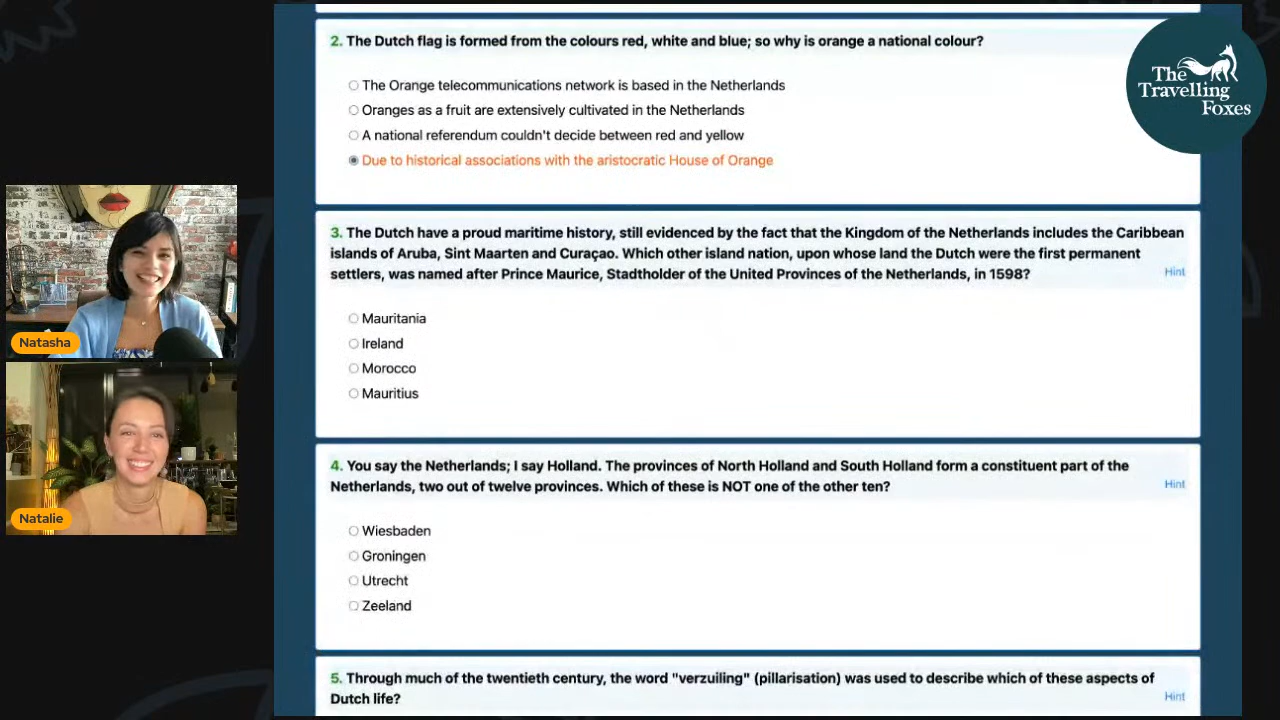 2. The Dutch flag is formed from the colours red, white and blue; so why is orange a national colour?
The Orange telecommunications network is based in the Netherlands
Oranges as a fruit are extensively cultivated in the Netherlands
A national referendum couldn't decide between red and yellow
Due to historical associations with the aristocratic House of Orange
The
Travelling
Foxes
3. The Dutch have a proud maritime history, still evidenced by the fact that the Kingdom of the Netherlands includes the Caribbean
islands of Aruba, Sint Maarten and Curaçao. Which other island nation, upon whose land the Dutch were the first permanent
settlers, was named after Prince Maurice, Stadtholder of the United Provinces of the Netherlands, in 1598?
Hint
Mauritania
Ireland
Morocco
Mauritius
Natasha
4. You say the Netherlands; I say Holland. The provinces of North Holland and South Holland form a constituent part of the
Netherlands, two out of twelve provinces. Which of these is NOT one of the other ten?
Hint
Wiesbaden
Groningen
Utrecht
Zeeland
Natalie
5. Through much of the twentieth century, the word "verzuiling" (pillarisation) was used to describe which of these aspects of
Dutch life?
Hint